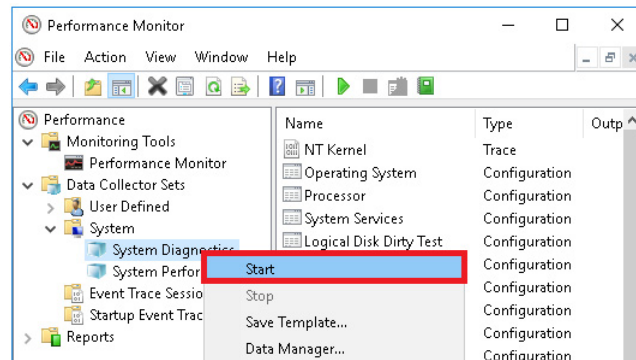 Performance Monitor
File Action View Window Help
Performance
Monitoring Tools
Performance Monitor
Data Collector Sets
User Defined
System
System Diagnostics
System Perfor
Event Trace Sessio
Startup Event Trac
Reports
Name Type Outp
NT Kernel Trace
Operating System Configuration
Processor Configuration
System Services Configuration
Logical Disk Dirty Test Configuration
Configuration
Configuration
Configuration
Configuration
Configuration
Start
Stop
Save Template...
Data Manager...